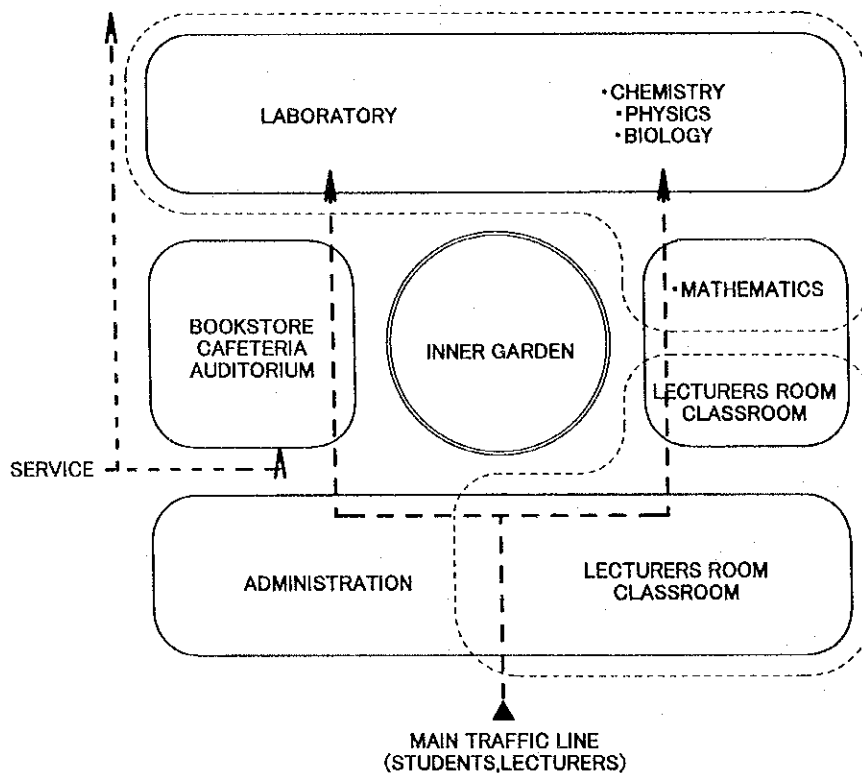 LABORATORY
・CHEMISTRY
・PHYSICS
・BIOLOGY
BOOKSTORE
CAFETERIA
AUDITORIUM
INNER GARDEN
・MATHEMATICS
LECTURERS ROOM
CLASSROOM
SERVICE
ADMINISTRATION
LECTURERS ROOM
CLASSROOM
MAIN TRAFFIC LINE
(STUDENTS,LECTURERS)